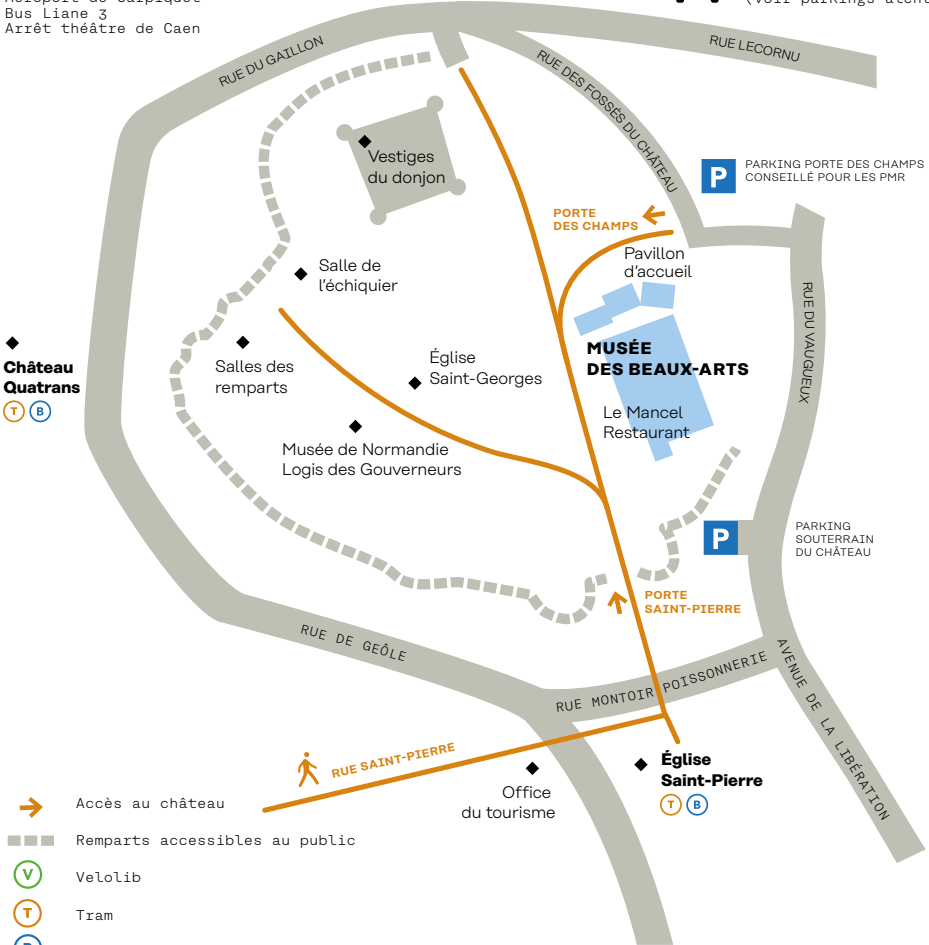 Bus Liane 3
Arrêt théâtre de Caen
RUE DU GAILLON
RUE LECORNU
RUE DES FOSSÉS DU CHÂTEAU
P
PARKING PORTE DES CHAMPS
CONSEILLÉ POUR LES PMR
Vestiges
du donjon
PORTE
DES CHAMPS
Pavillon
d'accueil
Salle de
l'échiquier
RUE DU VAUGUEUX
Château
Quatrans
T B
Salles des
remparts
Église
Saint-Georges
MUSÉE
DES BEAUX-ARTS
Le Mancel
Restaurant
Musée de Normandie
Logis des Gouverneurs
P
PARKING
SOUTERRAIN
DU CHÂTEAU
PORTE
SAINT-PIERRE
RUE DE GEÔLE
RUE MONTOIR POISSONNERIE
AVENUE DE LA LIBÉRATION
RUE SAINT-PIERRE
Église
Saint-Pierre
T B
Office
du tourisme
Accès au château
Remparts accessibles au public
V Velolib
T Tram